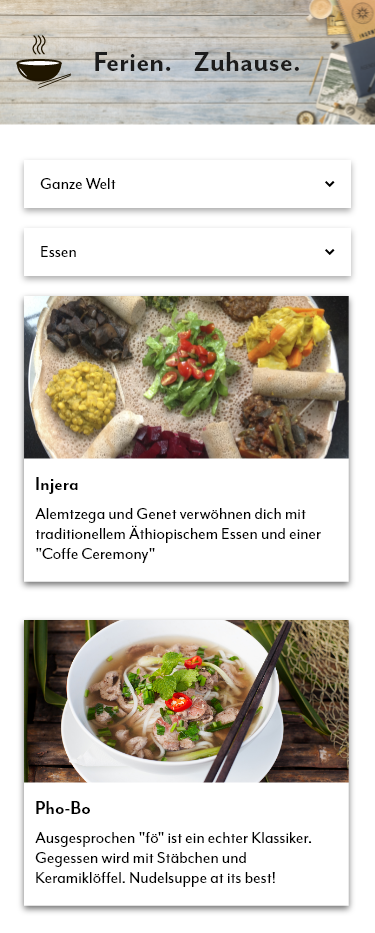 Ferien. Zuhause.
Ganze Welt
Essen
Injera
Alemtzega und Genet verwöhnen dich mit
traditionellem Äthiopischem Essen und einer
"Coffe Ceremony"
Pho-Bo
Ausgesprochen "fö" ist ein echter Klassiker.
Gegessen wird mit Stäbchen und
Keramiklöffel. Nudelsuppe at its best!